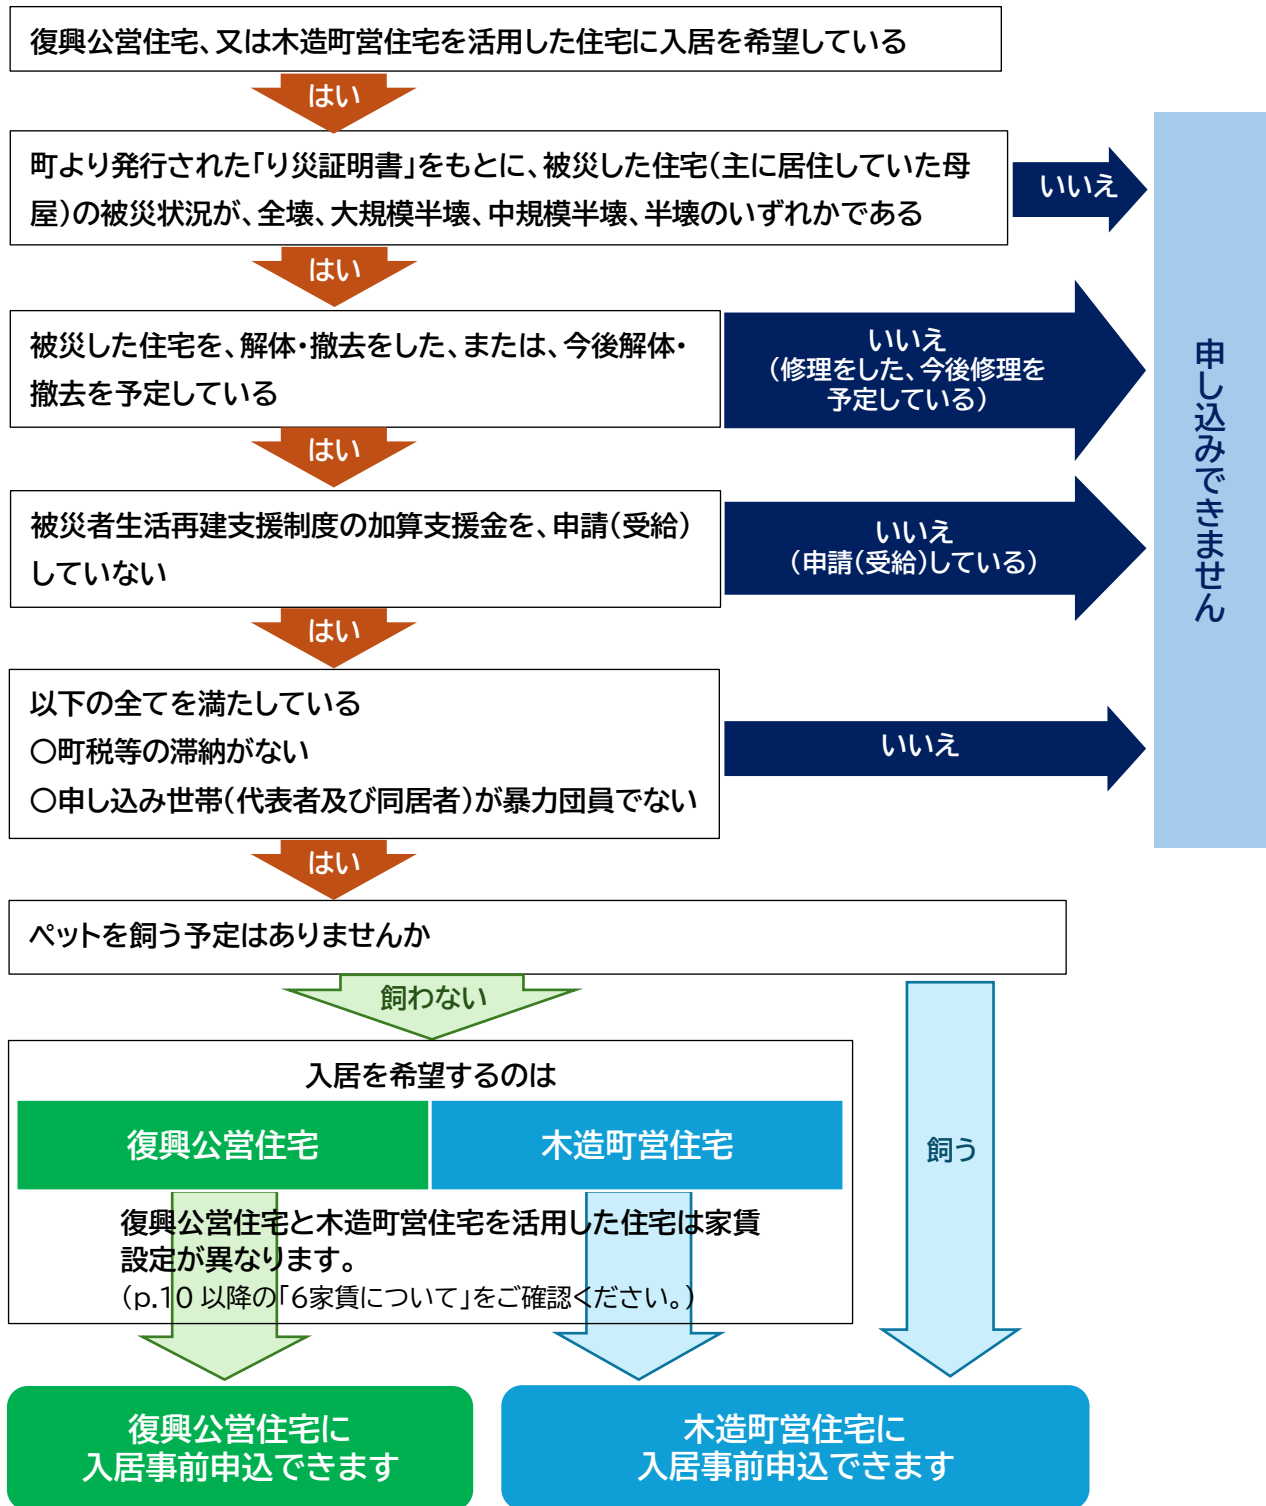 復興公営住宅、又は木造町営住宅を活用した住宅に入居を希望している
はい
町より発行された「り災証明書」をもとに、被災した住宅(主に居住していた母
屋)の被災状況が、全壊、大規模半壊、中規模半壊、半壊のいずれかである
いいえ
はい
被災した住宅を、解体・撤去をした、または、今後解体・
撤去を予定している
いいえ
(修理をした、今後修理を
予定している)
はい
被災者生活再建支援制度の加算支援金を、申請(受給)
していない
いいえ
(申請(受給)している)
はい
以下の全てを満たしている
〇町税等の滞納がない
〇申し込み世帯(代表者及び同居者)が暴力団員でない
いいえ
申し込みできません
はい
ペットを飼う予定はありませんか
飼わない
飼う
入居を希望するのは
復興公営住宅
木造町営住宅
復興公営住宅と木造町営住宅を活用した住宅は家賃
設定が異なります。
(p.10 以降の「6家賃について」をご確認ください。)
復興公営住宅に
入居事前申込できます
木造町営住宅に
入居事前申込できます